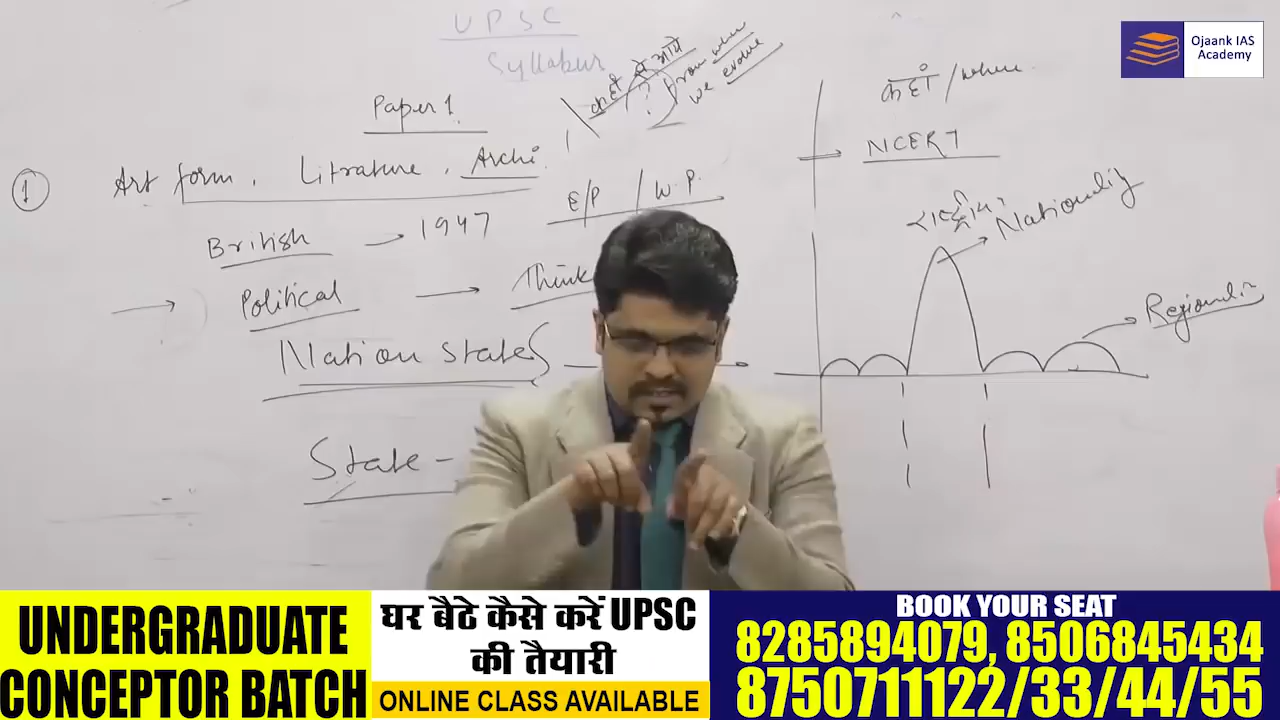 UPSC
Syllabus
Paper 1
कहाँ से आये
? from where
we evolve
① Art form, Litrature, Archi.
British → 1947
E/P / W.P.
→ Political → Think
Nation State
State -
कहाँ / where
→ NCERT
राष्ट्रीय
Nationality
Ojaank IAS
Academy
UNDERGRADUATE
CONCEPTOR BATCH
घर बैठे कैसे करें UPSC
की तैयारी
ONLINE CLASS AVAILABLE
BOOK YOUR SEAT
8285894079, 8506845434
8750711122/33/44/55